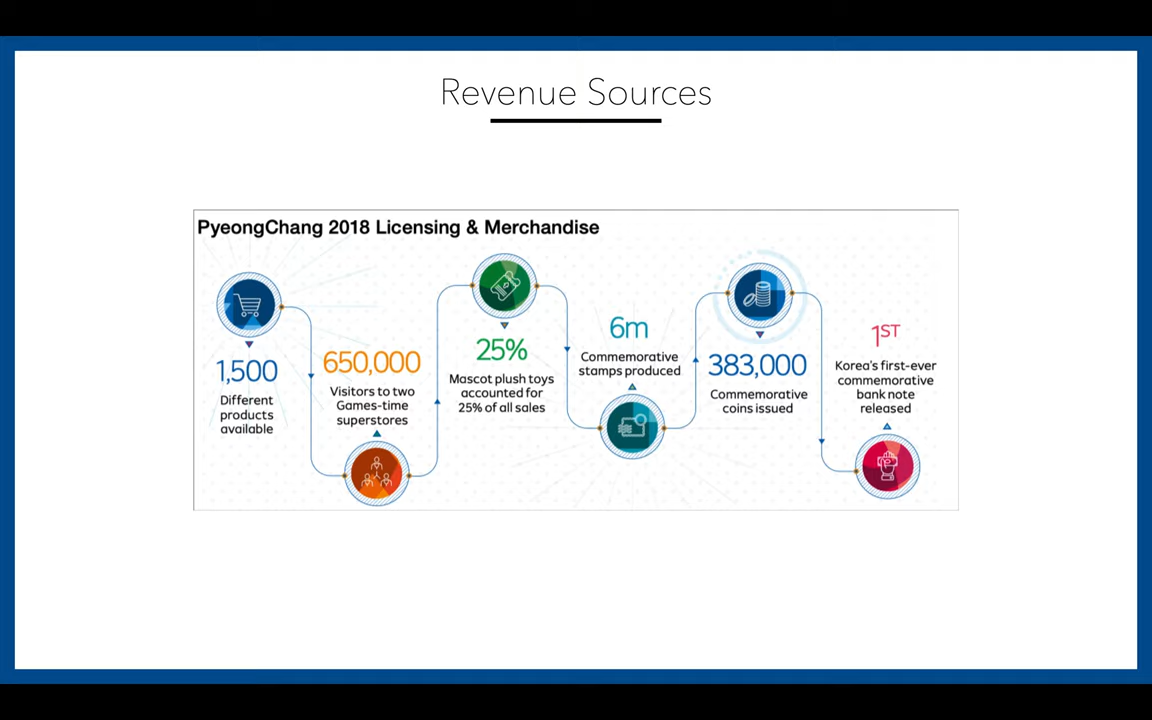 Revenue Sources
PyeongChang 2018 Licensing & Merchandise
1,500
Different
products
available
650,000
Visitors to two
Games-time
superstores
25%
Mascot plush toys
accounted for
25% of all sales
6m
Commemorative
stamps produced
383,000
Commemorative
coins issued
1ST
Korea's first-ever
commemorative
bank note
released